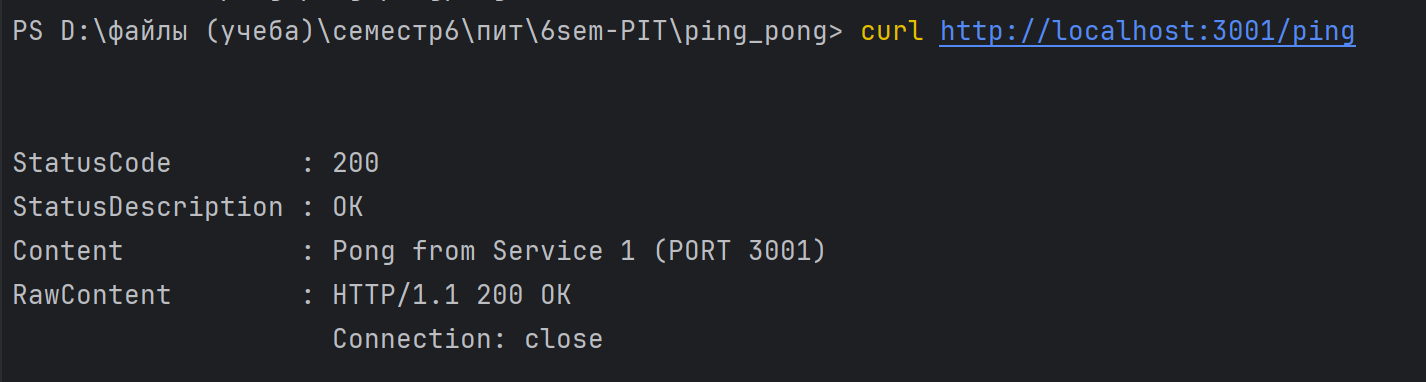 PS D:\файлы (учеба)\семестр6\пит\6sem-PIT\ping_pong> curl http://localhost:3001/ping
StatusCode        : 200
StatusDescription : OK
Content           : Pong from Service 1 (PORT 3001)
RawContent        : HTTP/1.1 200 OK
                    Connection: close